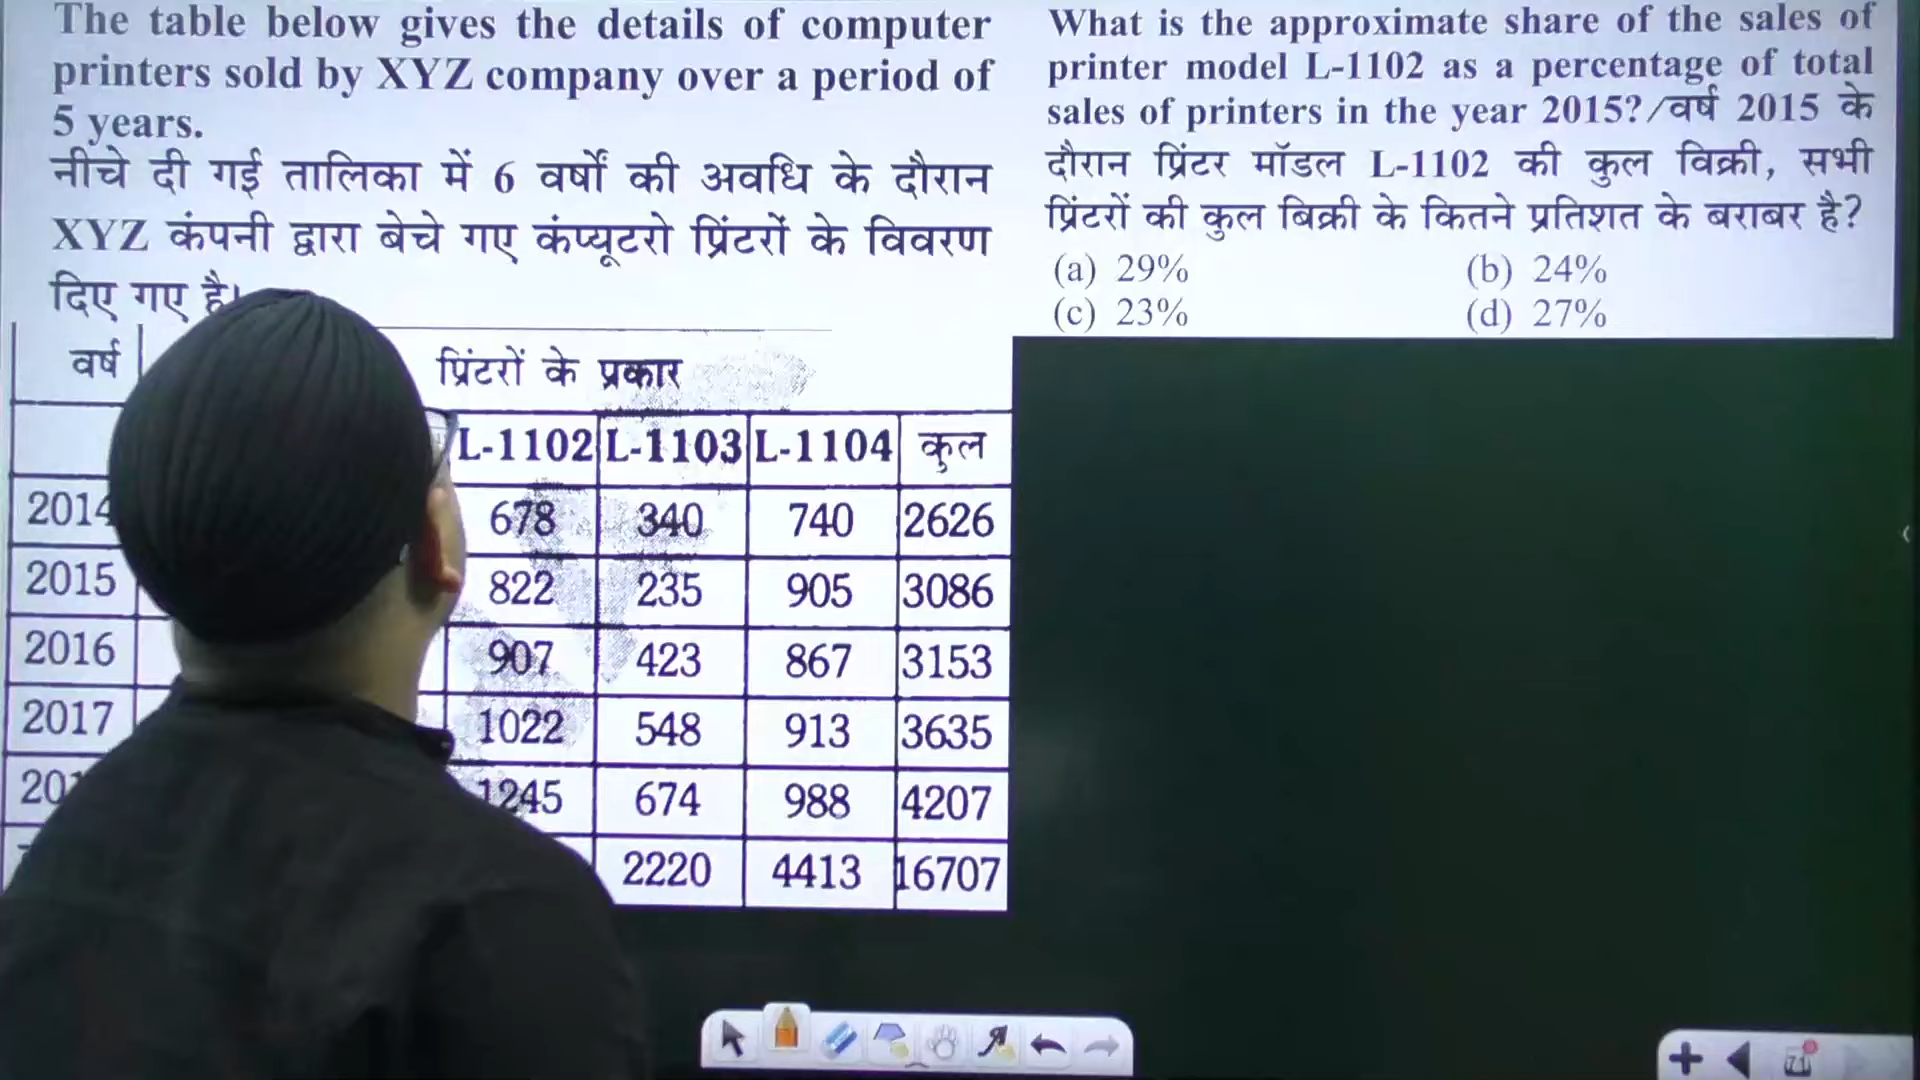 The table below gives the details of computer
printers sold by XYZ company over a period of
5 years.
नीचे दी गई तालिका में 6 वर्षों की अवधि के दौरान
XYZ कंपनी द्वारा बेचे गए कंप्यूटरो प्रिंटरों के विवरण
दिए गए है।
वर्ष प्रिंटरों के प्रकार
L-1102 L-1103 L-1104 कुल
2014 678 340 740 2626
2015 822 235 905 3086
2016 907 423 867 3153
2017 1022 548 913 3635
1245 674 988 4207
2220 4413 16707
What is the approximate share of the sales of
printer model L-1102 as a percentage of total
sales of printers in the year 2015?/वर्ष 2015 के
दौरान प्रिंटर मॉडल L-1102 की कुल विक्री, सभी
प्रिंटरों की कुल बिक्री के कितने प्रतिशत के बराबर है?
(a) 29% (b) 24%
(c) 23% (d) 27%
71